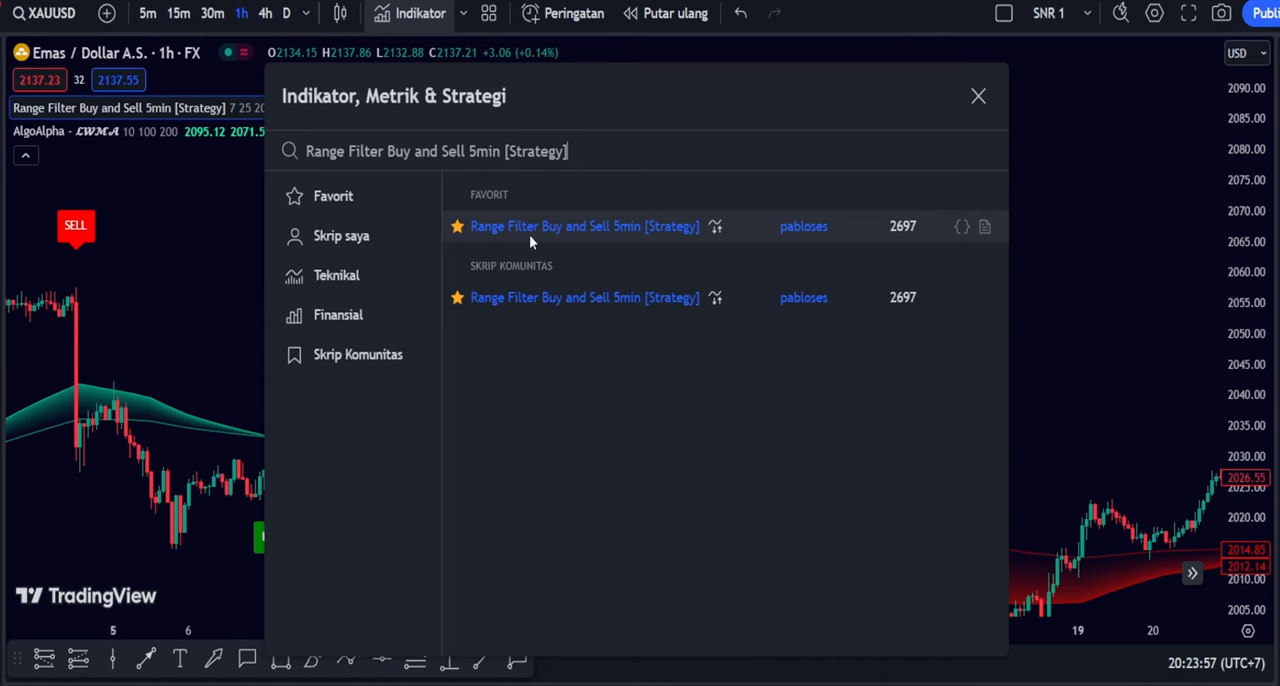 XAUUSD 5m 15m 30m 1h 4h D Indikator Peringatan Putar ulang SNR 1 Publi
Emas / Dollar A.S. · 1h · FX O2134.15 H2137.86 L2132.88 C2137.21 +3.06 (+0.14%) USD
2137.23 32 2137.55
Range Filter Buy and Sell 5min [Strategy] 7 25 20
AlgoAlpha - 𝓛𝓦𝓜𝓐 10 100 200 2095.12 2071.5
SELL
Indikator, Metrik & Strategi
Range Filter Buy and Sell 5min [Strategy]
Favorit
Skrip saya
Teknikal
Finansial
Skrip Komunitas
FAVORIT
Range Filter Buy and Sell 5min [Strategy] pabloses 2697
SKRIP KOMUNITAS
Range Filter Buy and Sell 5min [Strategy] pabloses 2697
2090.00
2085.00
2080.00
2075.00
2070.00
2065.00
2060.00
2055.00
2050.00
2045.00
2040.00
2035.00
2030.00
2026.55
2025.00
2020.00
2014.85
2012.14
2010.00
2005.00
TradingView
5 6 19 20
20:23:57 (UTC+7)